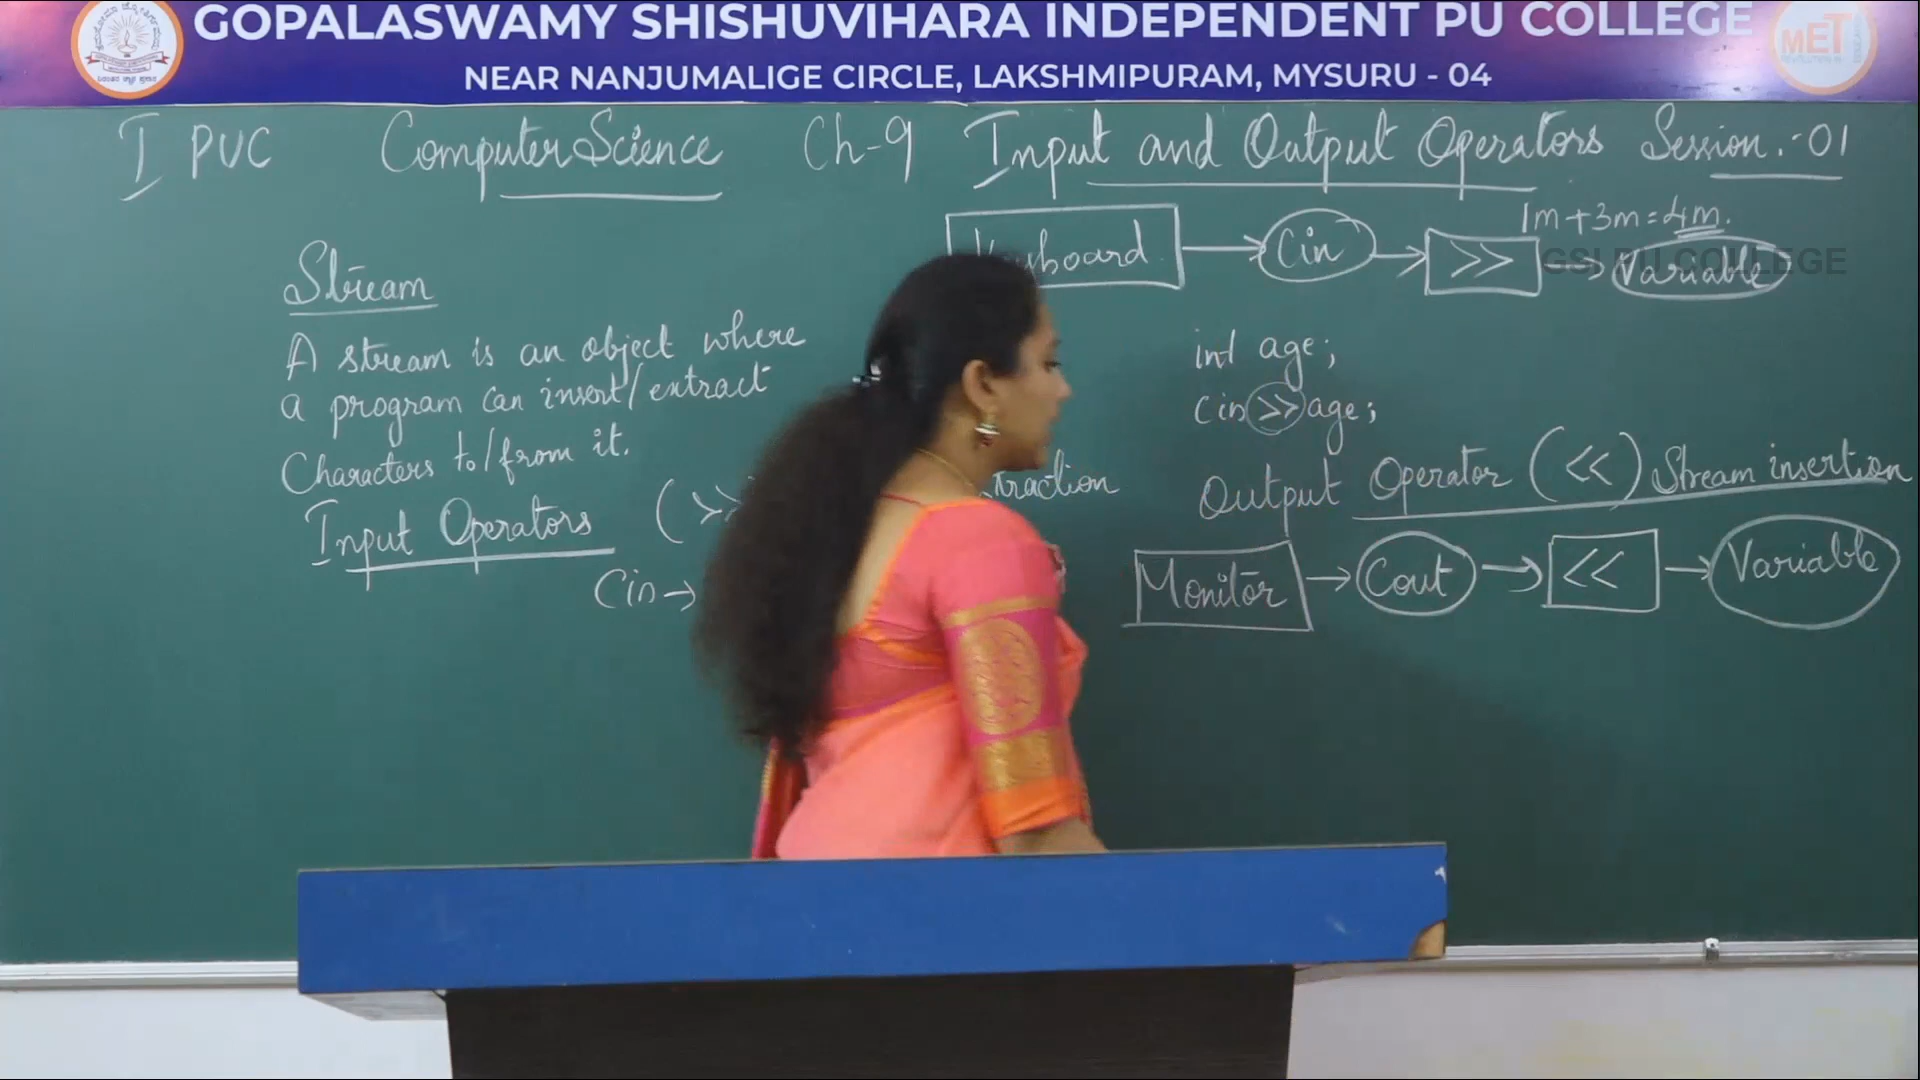 GOPALASWAMY SHISHUVIHARA INDEPENDENT PU COLLEGE
NEAR NANJUMALIGE CIRCLE, LAKSHMIPURAM, MYSURU - 04
MET
I PUC Computer Science Ch-9 Input and Output Operators Session :- 01
1m+3m=4m.
Stream
A stream is an object where
a program can insert/extract
Characters to/from it.
Input Operators (>>
Cin→
Cin >> Variable
GSI PU COLLEGE
int age;
Cin>>age;
Output Operator (<<) Stream insertion
Monitor → Cout → << → Variable